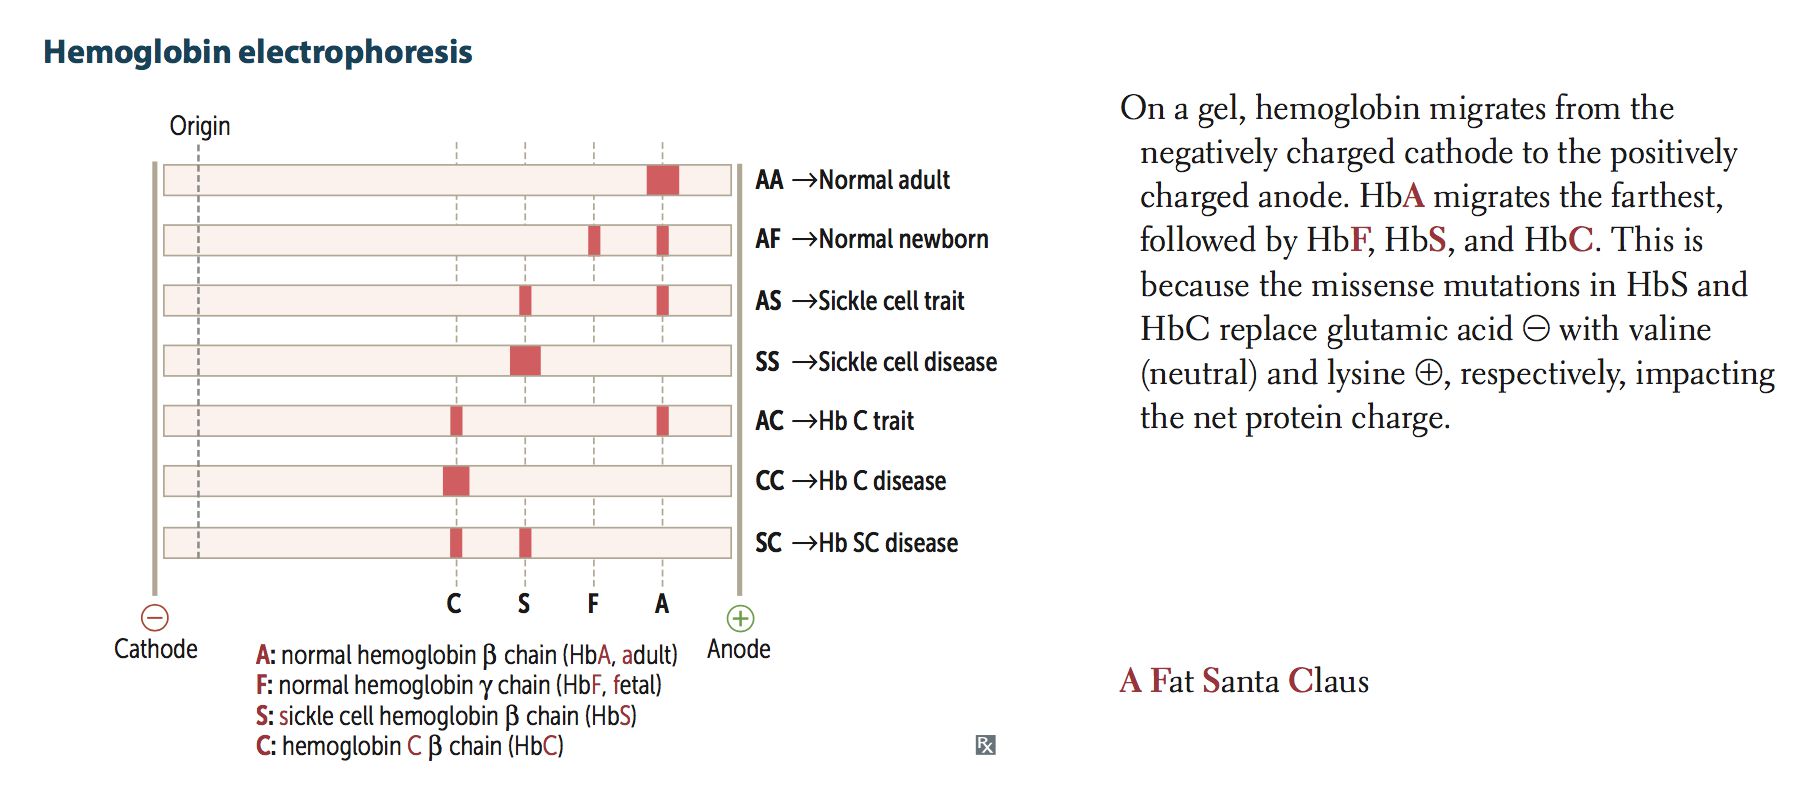 Hemoglobin electrophoresis
Origin
AA →Normal adult
AF →Normal newborn
AS →Sickle cell trait
SS →Sickle cell disease
AC →Hb C trait
CC →Hb C disease
SC →Hb SC disease
C S F A
− +
Cathode Anode
A: normal hemoglobin β chain (HbA, adult)
F: normal hemoglobin γ chain (HbF, fetal)
S: sickle cell hemoglobin β chain (HbS)
C: hemoglobin C β chain (HbC)
℞
On a gel, hemoglobin migrates from the
negatively charged cathode to the positively
charged anode. HbA migrates the farthest,
followed by HbF, HbS, and HbC. This is
because the missense mutations in HbS and
HbC replace glutamic acid ⊖ with valine
(neutral) and lysine ⊕, respectively, impacting
the net protein charge.
A Fat Santa Claus